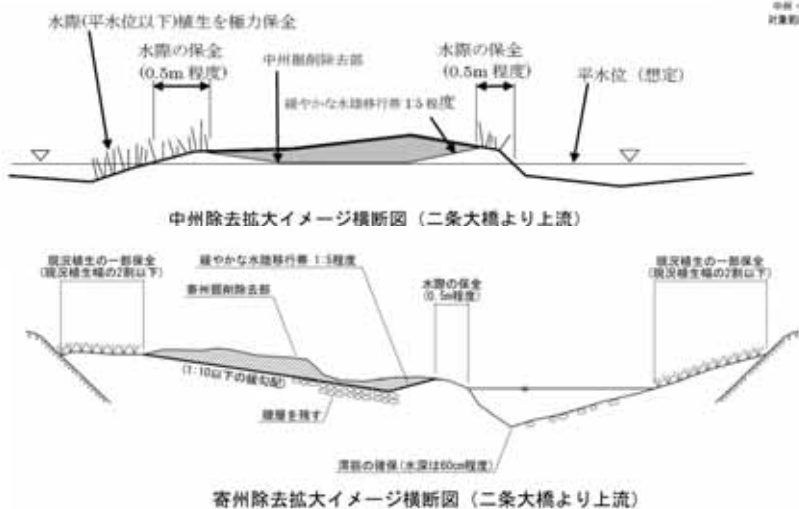 中州・
対象範
水際(平水位以下)植生を極力保全
水際の保全
(0.5m 程度)
中州掘削除去部
水際の保全
(0.5m 程度)
平水位（想定）
緩やかな水陸移行帯 1:5程度
中州除去拡大イメージ横断図（二条大橋より上流）
現況植生の一部保全
(現況植生幅の2割以下)
緩やかな水陸移行帯 1:5程度
寄州掘削除去部
水際の保全
(0.5m程度)
現況植生の一部保全
(現況植生幅の2割以下)
(1:10以下の緩勾配)
礫層を残す
澪筋の確保(水深は60cm程度)
寄州除去拡大イメージ横断図（二条大橋より上流）